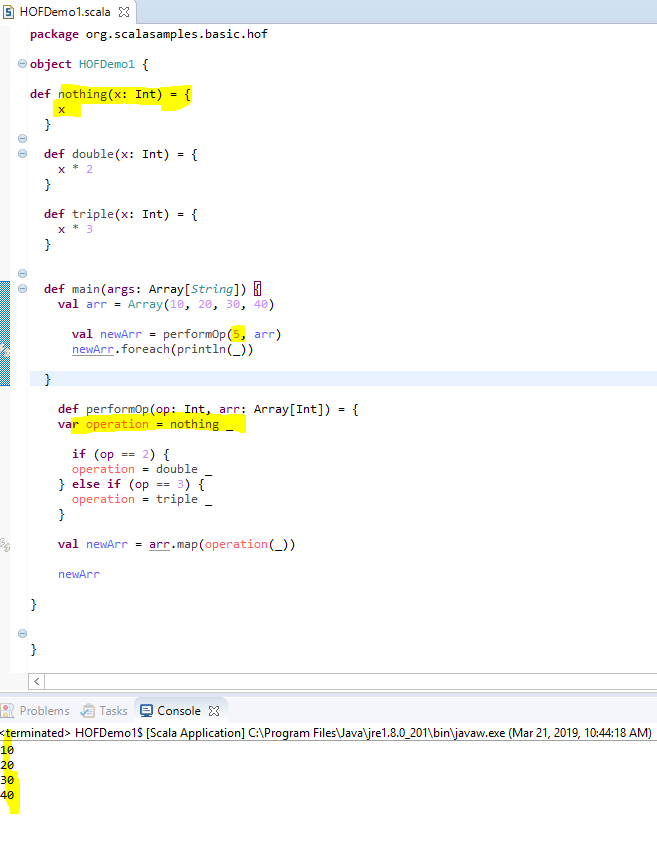 HOFDemo1.scala
package org.scalasamples.basic.hof
object HOFDemo1 {
def nothing(x: Int) = {
x
}
def double(x: Int) = {
x * 2
}
def triple(x: Int) = {
x * 3
}
def main(args: Array[String]) {
val arr = Array(10, 20, 30, 40)
val newArr = performOp(5, arr)
newArr.foreach(println(_))
}
def performOp(op: Int, arr: Array[Int]) = {
var operation = nothing _
if (op == 2) {
operation = double _
} else if (op == 3) {
operation = triple _
}
val newArr = arr.map(operation(_))
newArr
}
}
Problems Tasks Console
<terminated> HOFDemo1$ [Scala Application] C:\Program Files\Java\jre1.8.0_201\bin\javaw.exe (Mar 21, 2019, 10:44:18 AM)
10
20
30
40